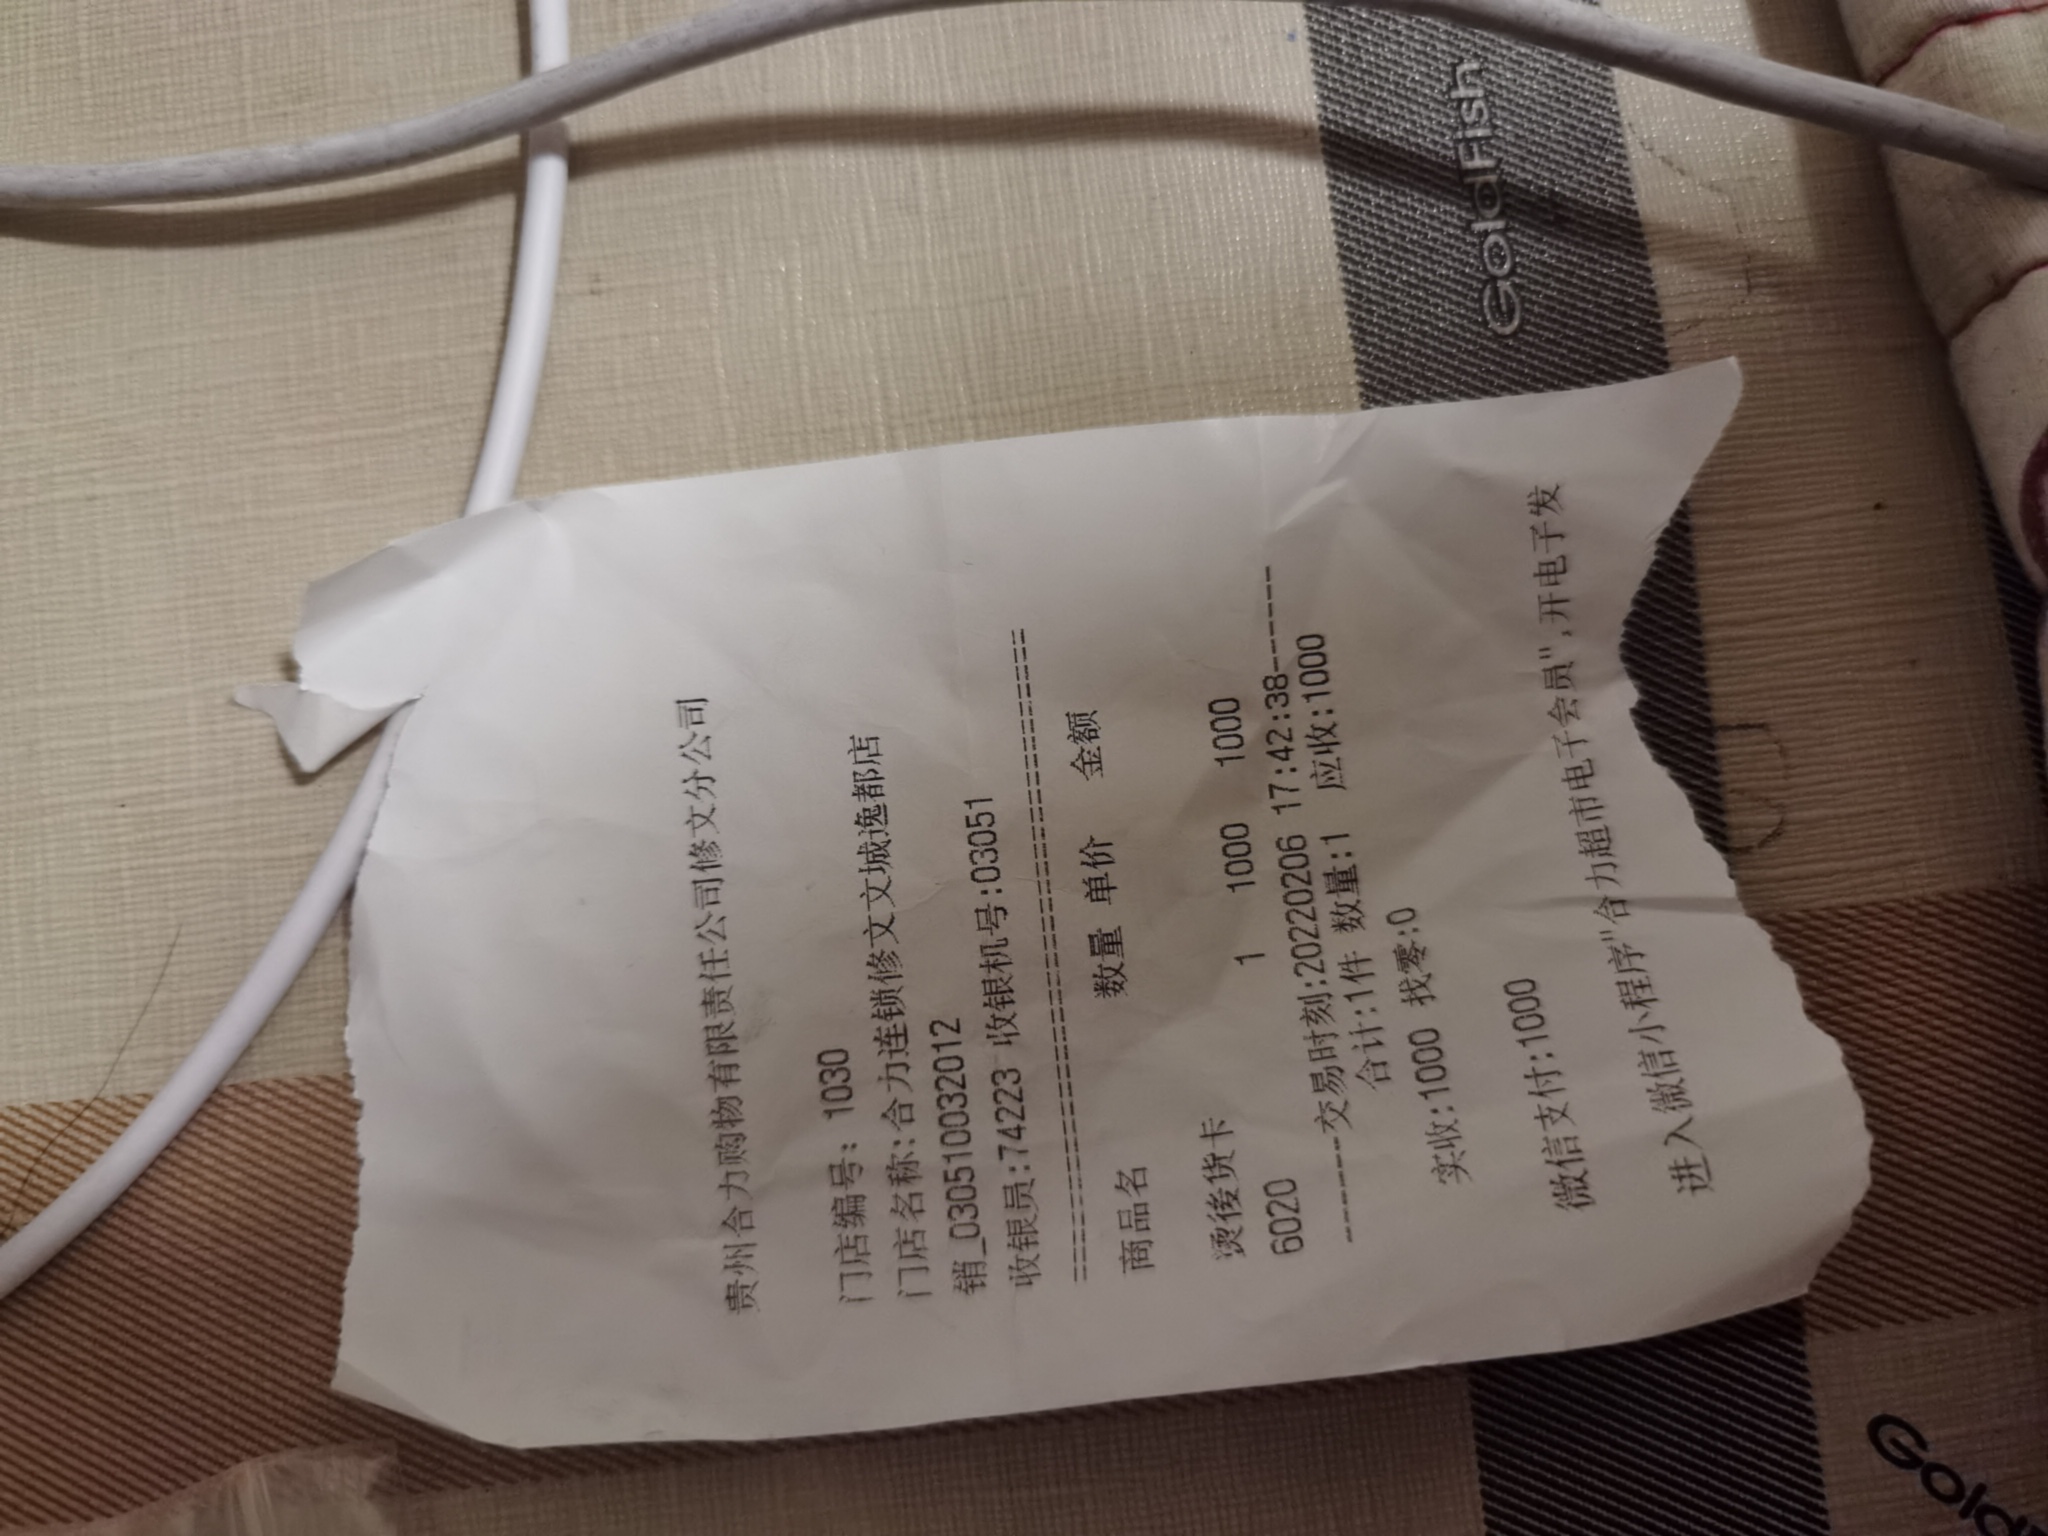 贵州合力购物有限责任公司修文分公司
门店编号: 1030
门店名称:合力连锁修文文城逸都店
销_030510032012
收银员:74223 收银机号:03051
==========================================
商品名 数量 单价 金额
烫後货卡
6020 1 1000 1000
---------交易时刻:20220206 17:42:38---------
合计:1件 数量:1 应收:1000
实收:1000 找零:0
微信支付:1000
进入微信小程序"合力超市电子会员",开电子发
GoldFish
Gold